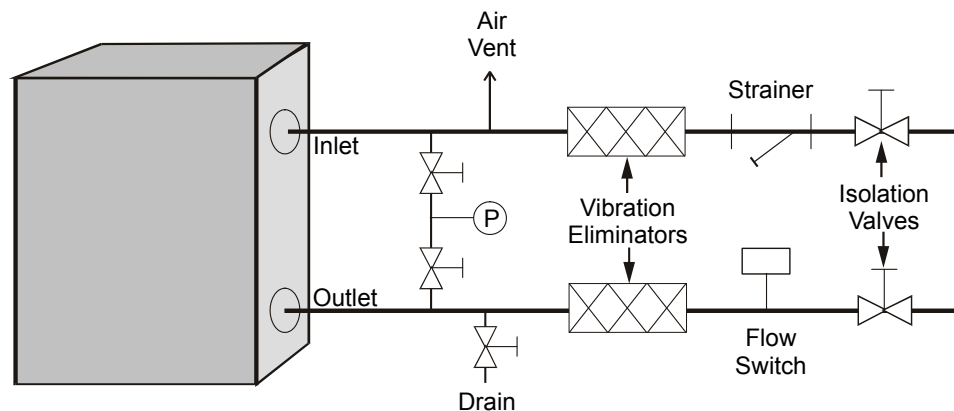 Air
Vent
Strainer
Inlet
Isolation
Valves
Vibration
Eliminators
P
Outlet
Flow
Switch
Drain